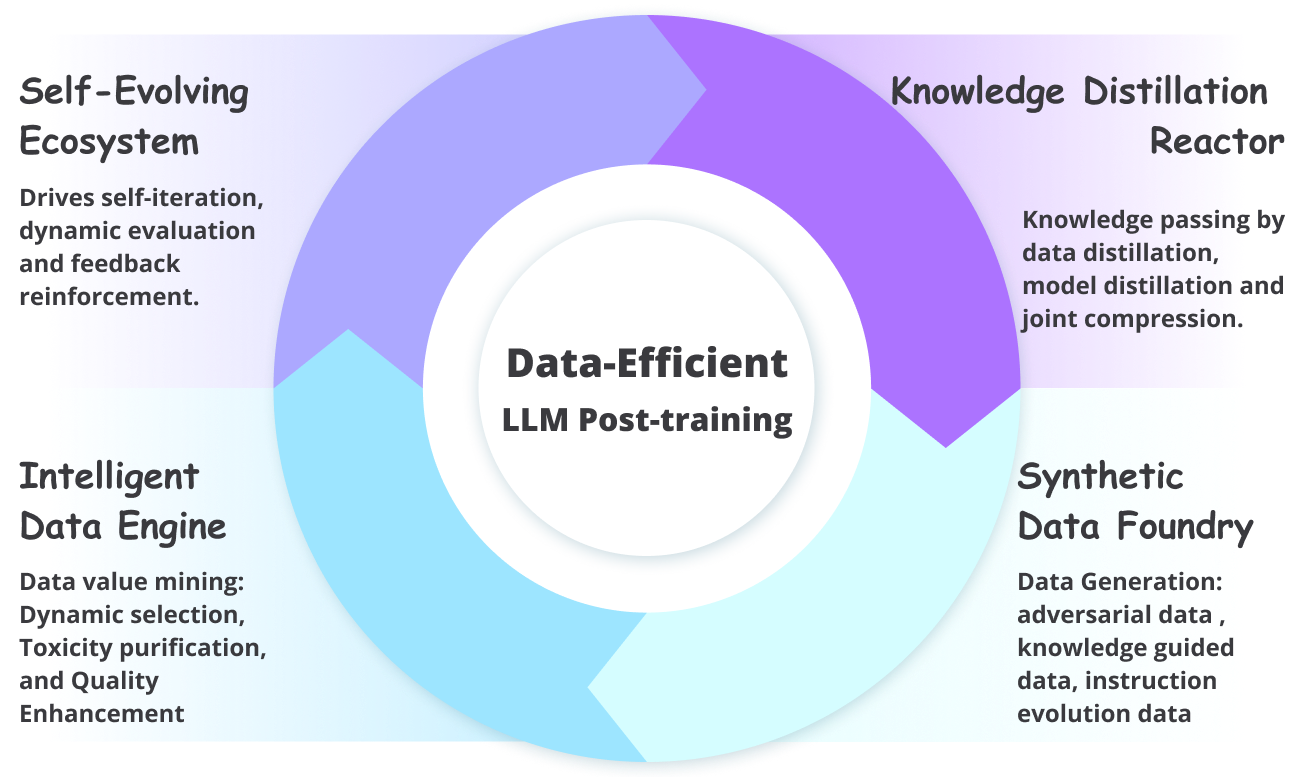 Self-Evolving
Ecosystem
Drives self-iteration,
dynamic evaluation
and feedback
reinforcement.
Knowledge Distillation
Reactor
Knowledge passing by
data distillation,
model distillation and
joint compression.
Data-Efficient
LLM Post-training
Intelligent
Data Engine
Data value mining:
Dynamic selection,
Toxicity purification,
and Quality
Enhancement
Synthetic
Data Foundry
Data Generation:
adversarial data ,
knowledge guided
data, instruction
evolution data